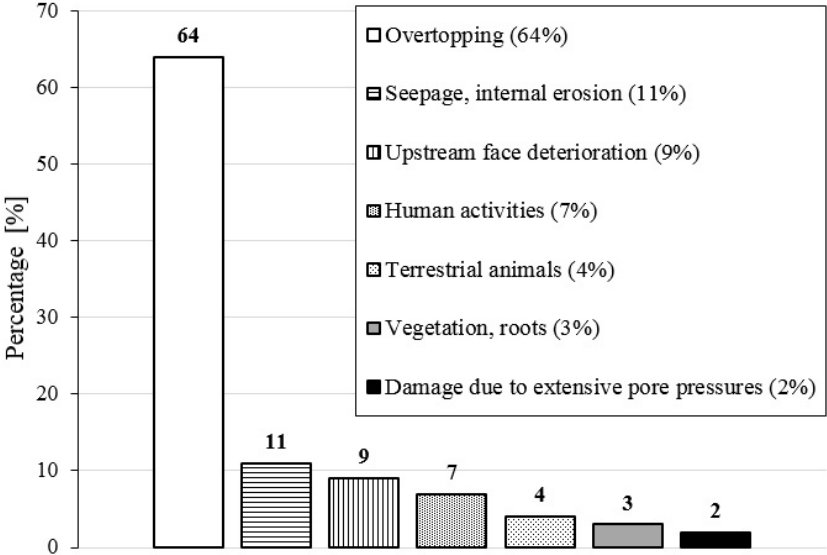 70
60
50
40
30
20
10
0
Percentage [%]
64
11
9
7
4
3
2
Overtopping (64%)
Seepage, internal erosion (11%)
Upstream face deterioration (9%)
Human activities (7%)
Terrestrial animals (4%)
Vegetation, roots (3%)
Damage due to extensive pore pressures (2%)